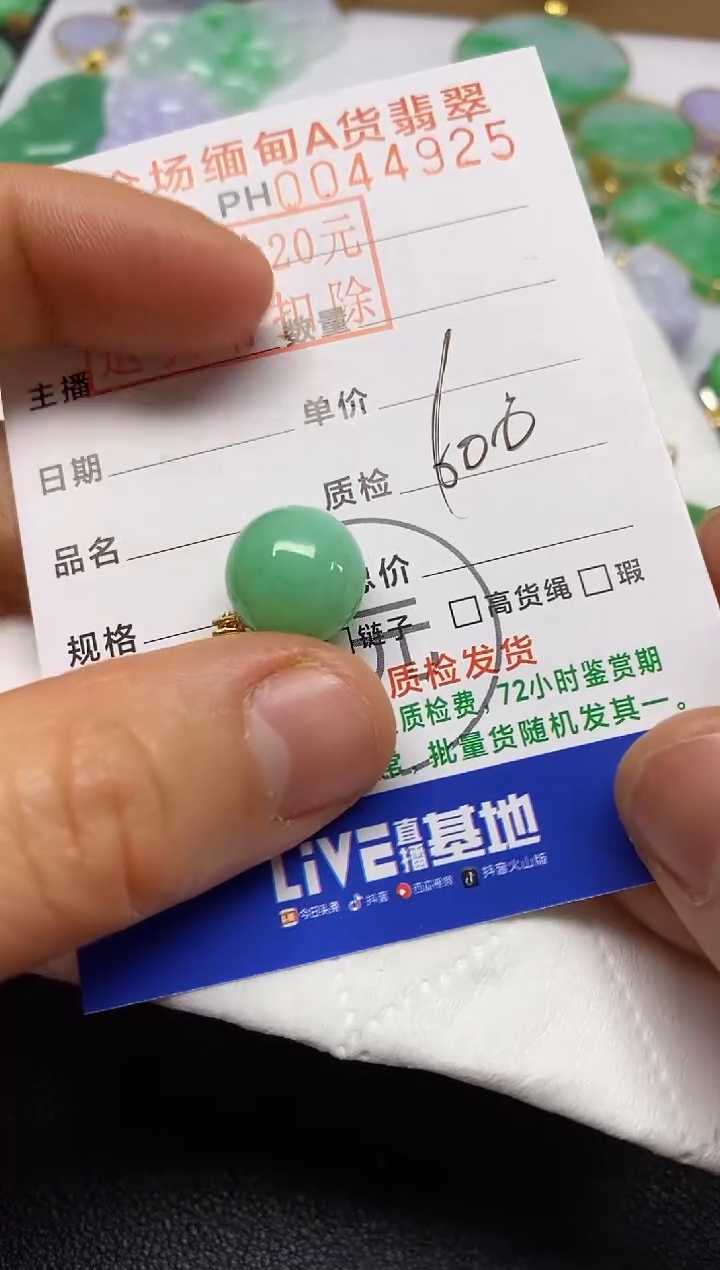 全场缅甸A货翡翠
PH0044925
20元
扣除
数量
主播
单价
600
日期
质检
品名
总价
规格
链子 □高货绳 □瑕
质检发货
质检费，72小时鉴赏期
批量货随机发其一。
LiVE直播基地
今日头条 抖音 西瓜视频 抖音火山版